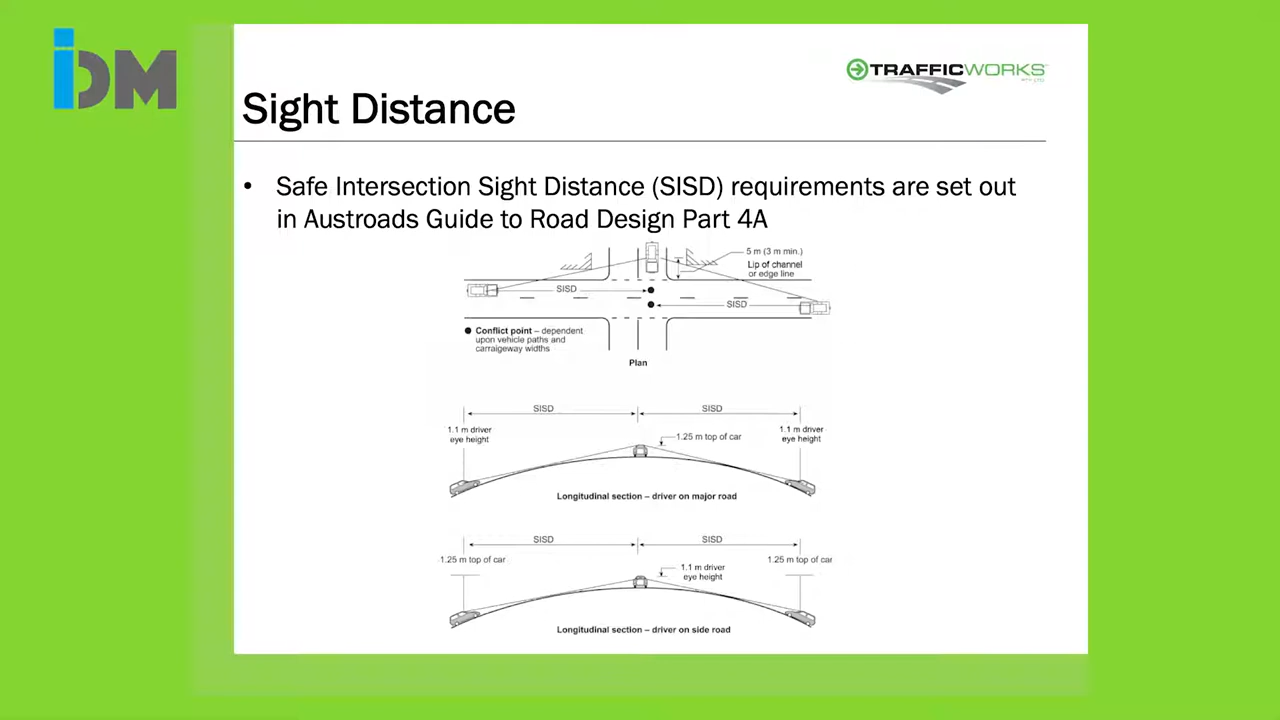 iDM
TRAFFICWORKS
PTY LTD
Sight Distance
• Safe Intersection Sight Distance (SISD) requirements are set out
in Austroads Guide to Road Design Part 4A
5 m (3 m min.)
Lip of channel
or edge line
SISD
SISD
Conflict point – dependent
upon vehicle paths and
carraigeway widths
Plan
SISD
SISD
1.1 m driver
eye height
1.25 m top of car
1.1 m driver
eye height
Longitudinal section – driver on major road
SISD
SISD
1.25 m top of car
1.1 m driver
eye height
1.25 m top of car
Longitudinal section – driver on side road